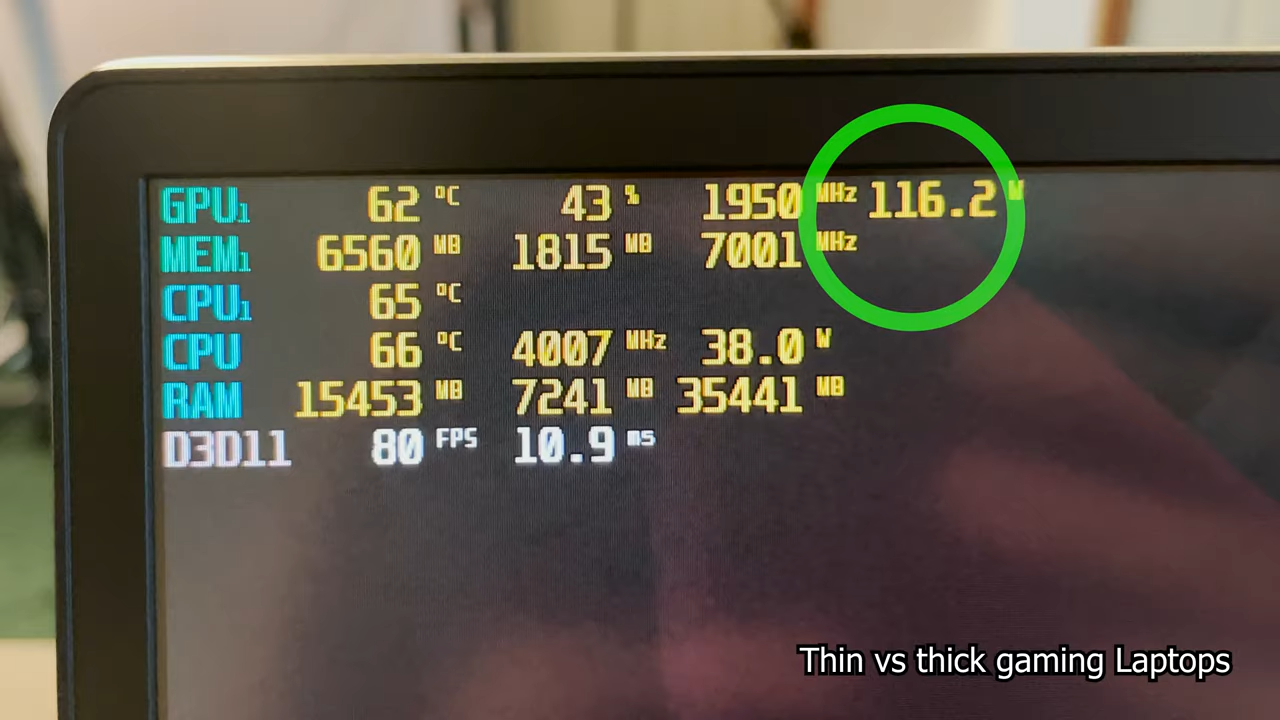 GPU1 62 °C 43 % 1950 MHz 116.2 W
MEM1 6560 MB 1815 MB 7001 MHz
CPU1 65 °C
CPU 66 °C 4007 MHz 38.0 W
RAM 15453 MB 7241 MB 35441 MB
D3D11 80 FPS 10.9 ms
Thin vs thick gaming Laptops